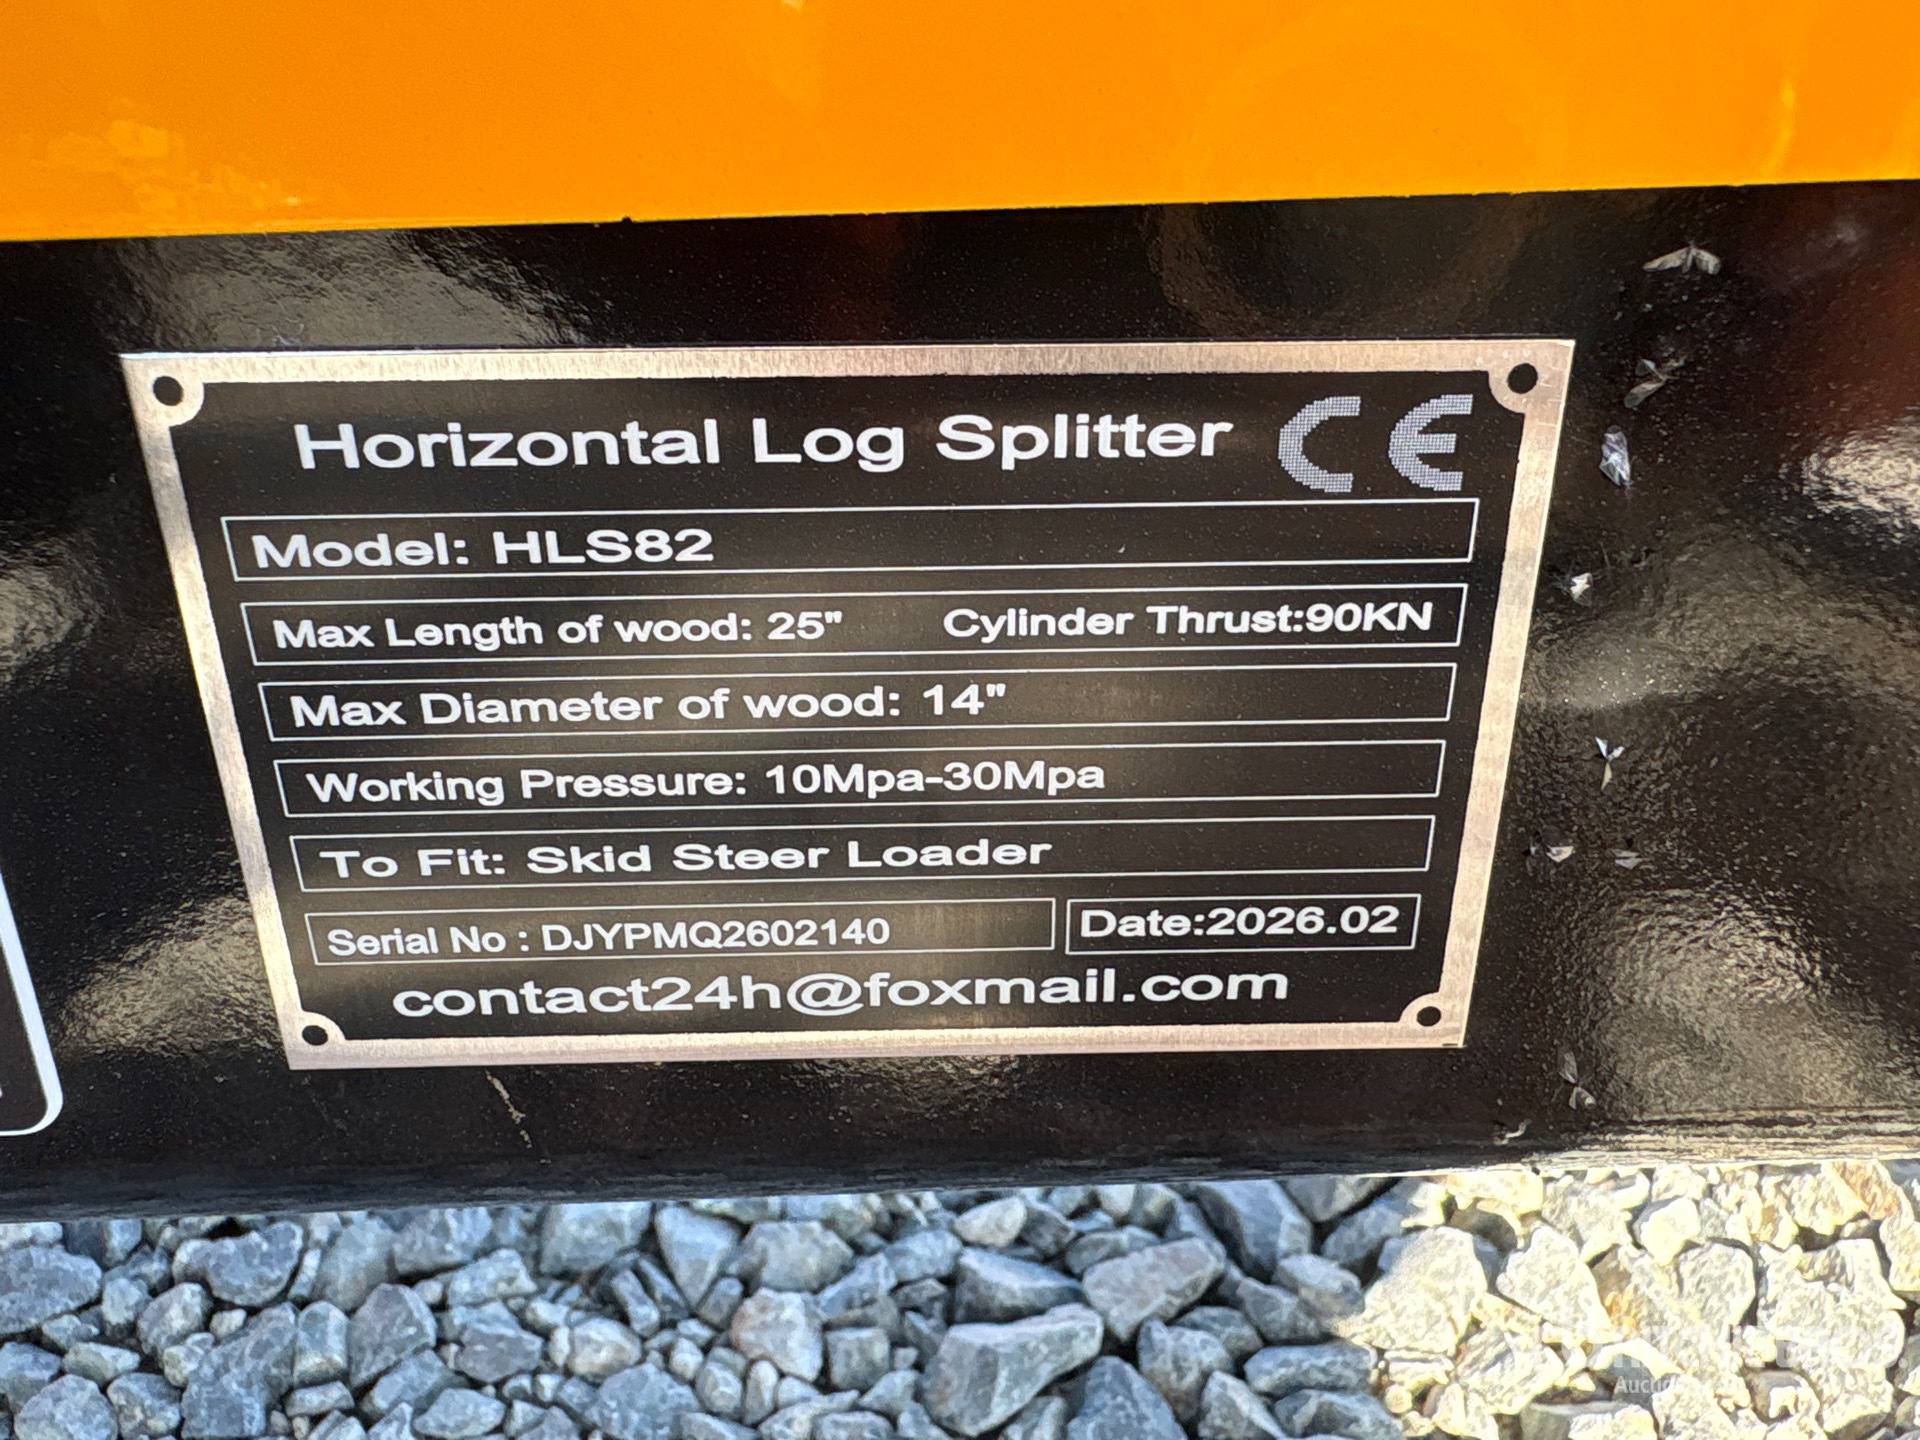 Horizontal Log Splitter CE
Model: HLS82
Max Length of wood: 25" Cylinder Thrust:90KN
Max Diameter of wood: 14"
Working Pressure: 10Mpa-30Mpa
To Fit: Skid Steer Loader
Serial No : DJYPMQ2602140 Date:2026.02
contact24h@foxmail.com